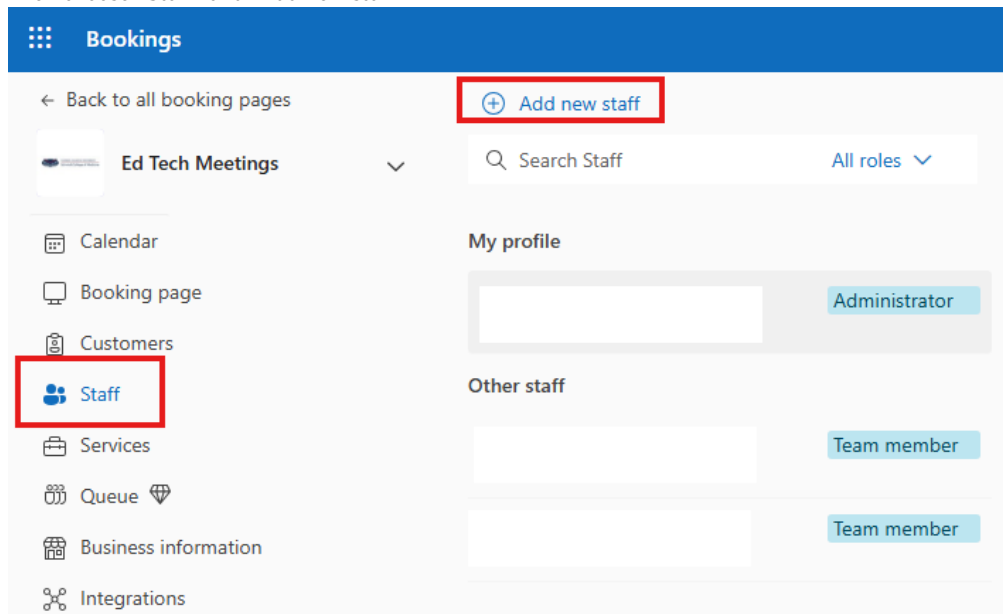 Bookings
← Back to all booking pages
Ed Tech Meetings
Calendar
Booking page
Customers
Staff
Services
Queue
Business information
Integrations
Add new staff
Search Staff
All roles
My profile
Administrator
Other staff
Team member
Team member